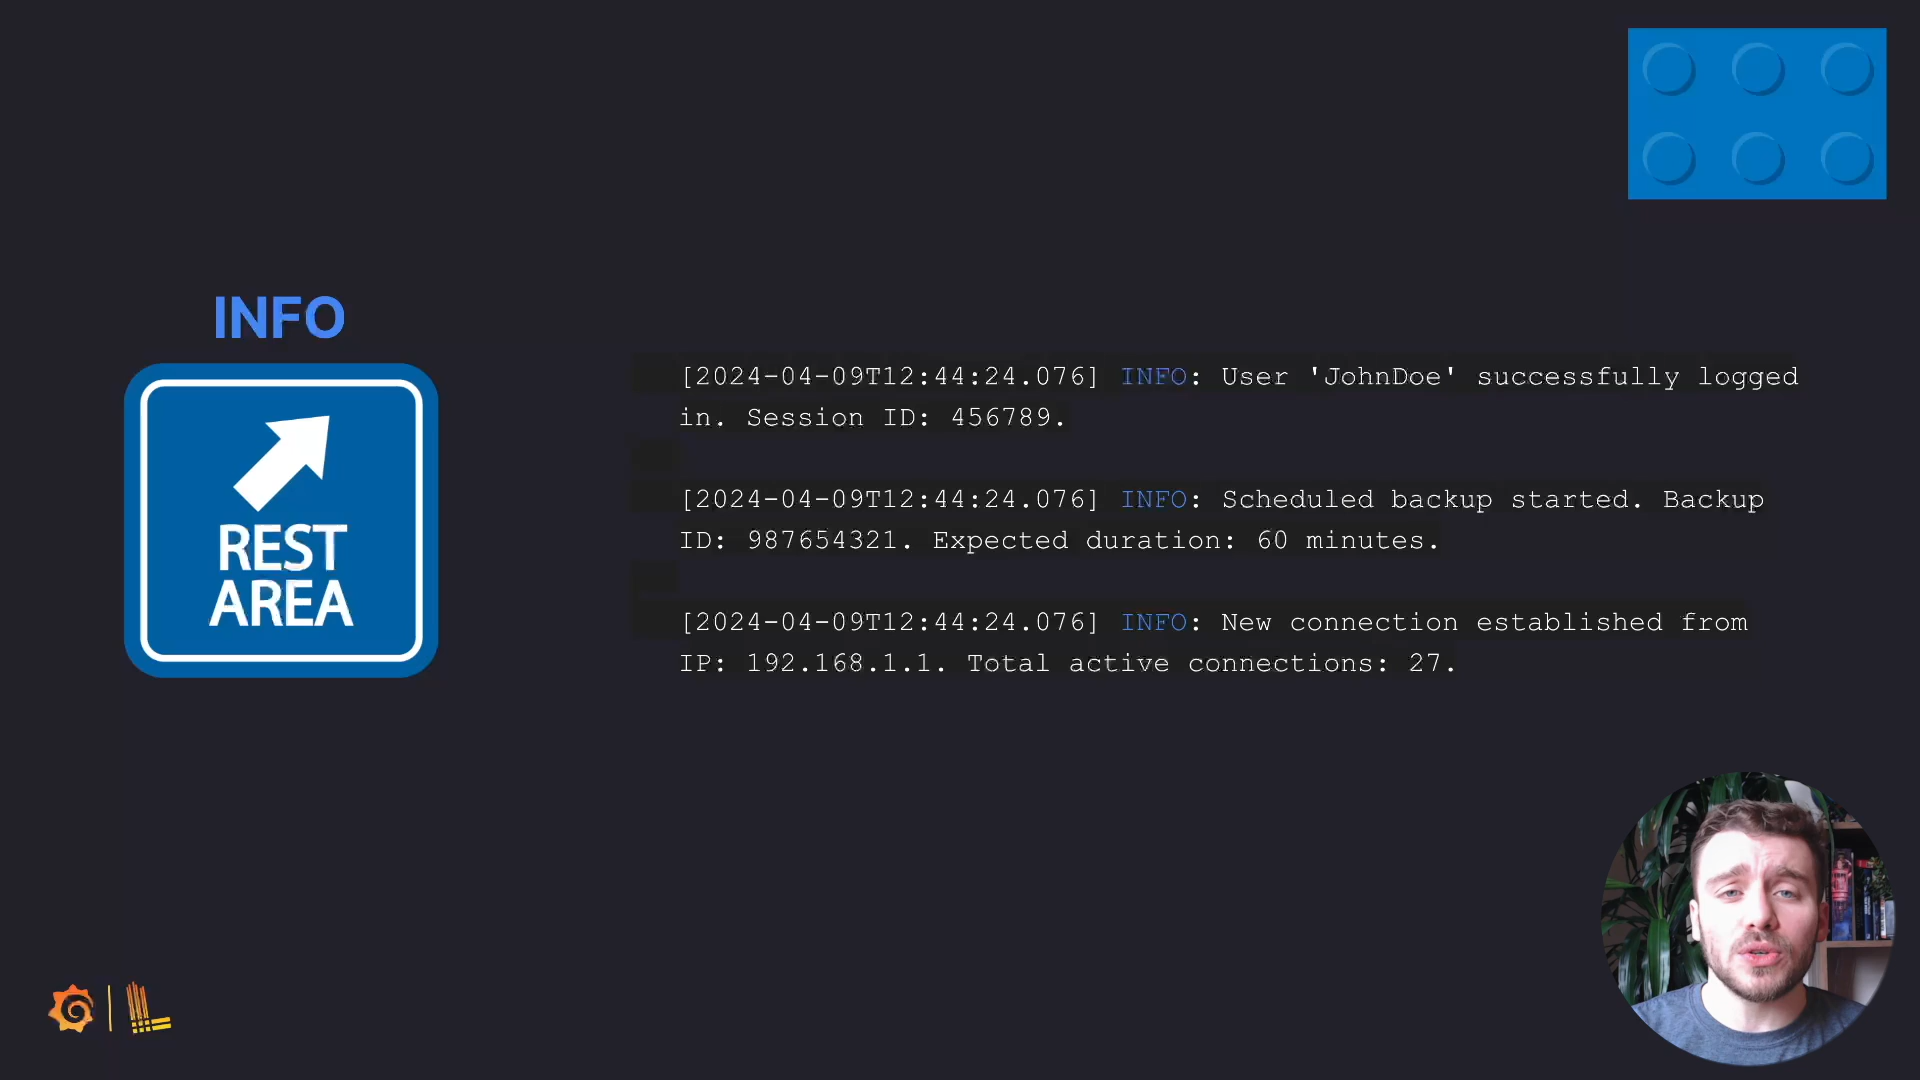 INFO
REST
AREA
[2024-04-09T12:44:24.076] INFO: User 'JohnDoe' successfully logged
in. Session ID: 456789.
[2024-04-09T12:44:24.076] INFO: Scheduled backup started. Backup
ID: 987654321. Expected duration: 60 minutes.
[2024-04-09T12:44:24.076] INFO: New connection established from
IP: 192.168.1.1. Total active connections: 27.